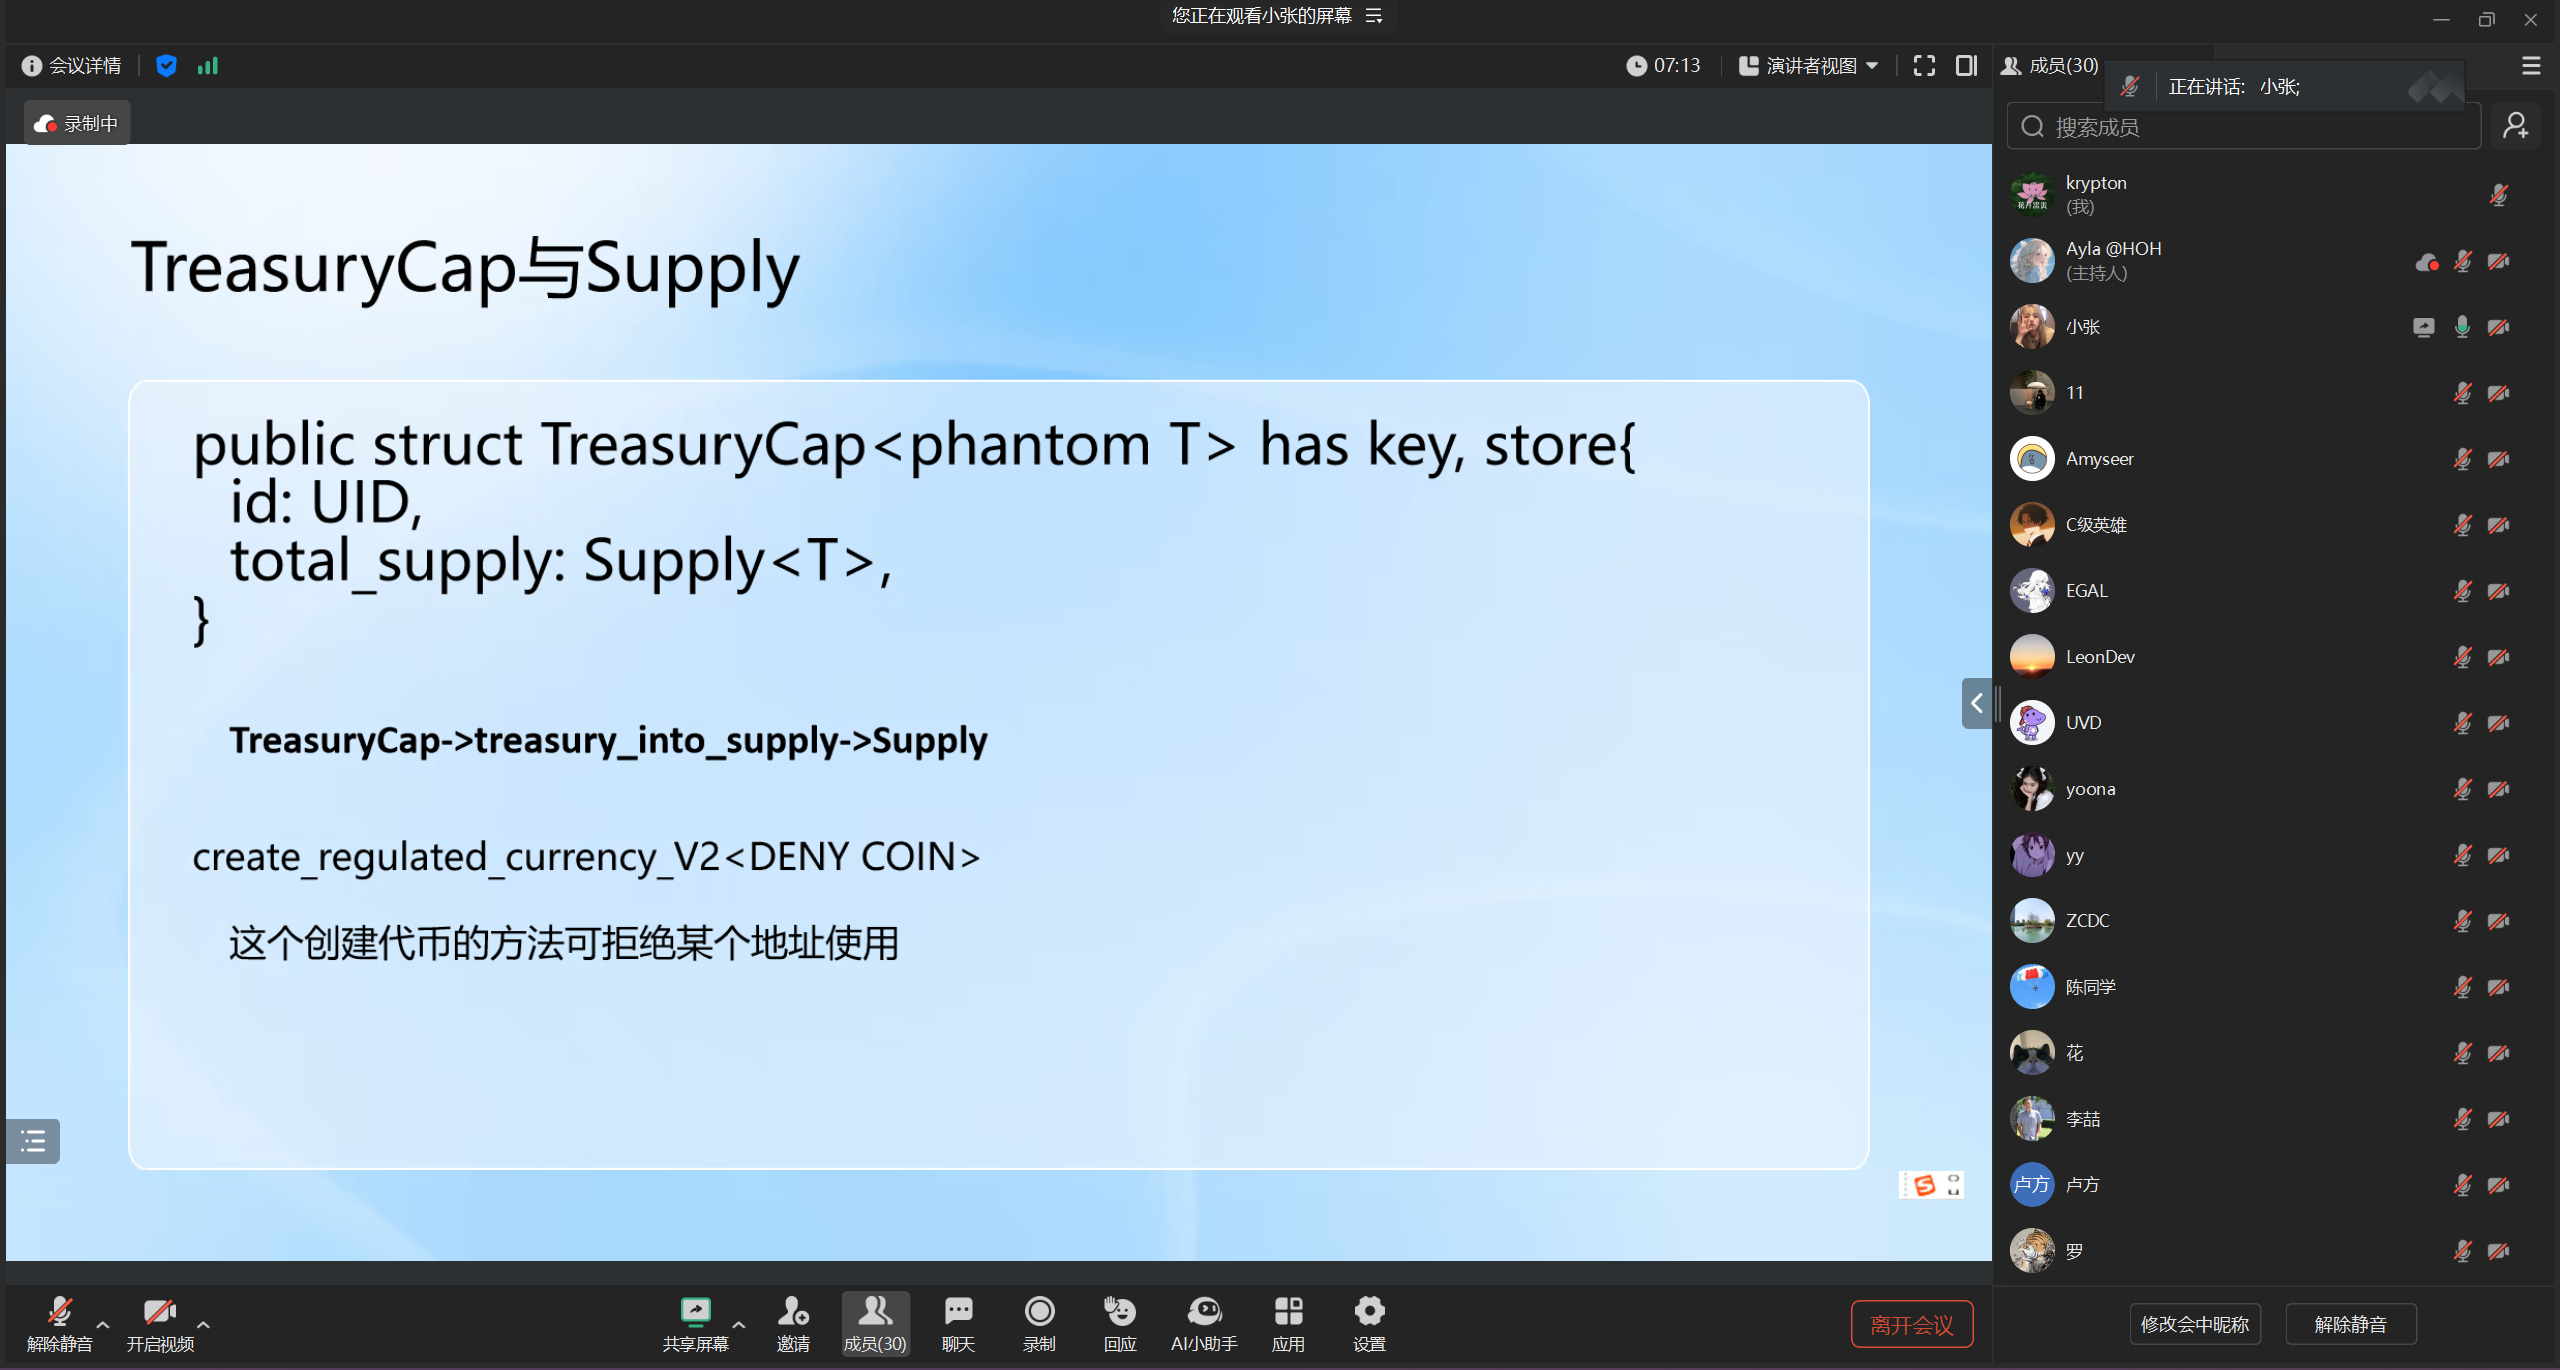 您正在观看小张的屏幕
会议详情
07:13
演讲者视图
成员(30)
正在讲话: 小张;
录制中
搜索成员
TreasuryCap与Supply
public struct TreasuryCap<phantom T> has key, store{
id: UID,
total_supply: Supply<T>,
}
TreasuryCap->treasury_into_supply->Supply
create_regulated_currency_V2<DENY COIN>
这个创建代币的方法可拒绝某个地址使用
krypton
(我)
Ayla @HOH
(主持人)
小张
11
Amyseer
C级英雄
EGAL
LeonDev
UVD
yoona
yy
ZCDC
陈同学
花
李喆
卢方 卢方
罗
解除静音
开启视频
共享屏幕
邀请
成员(30)
聊天
录制
回应
AI小助手
应用
设置
离开会议
修改会中昵称
解除静音